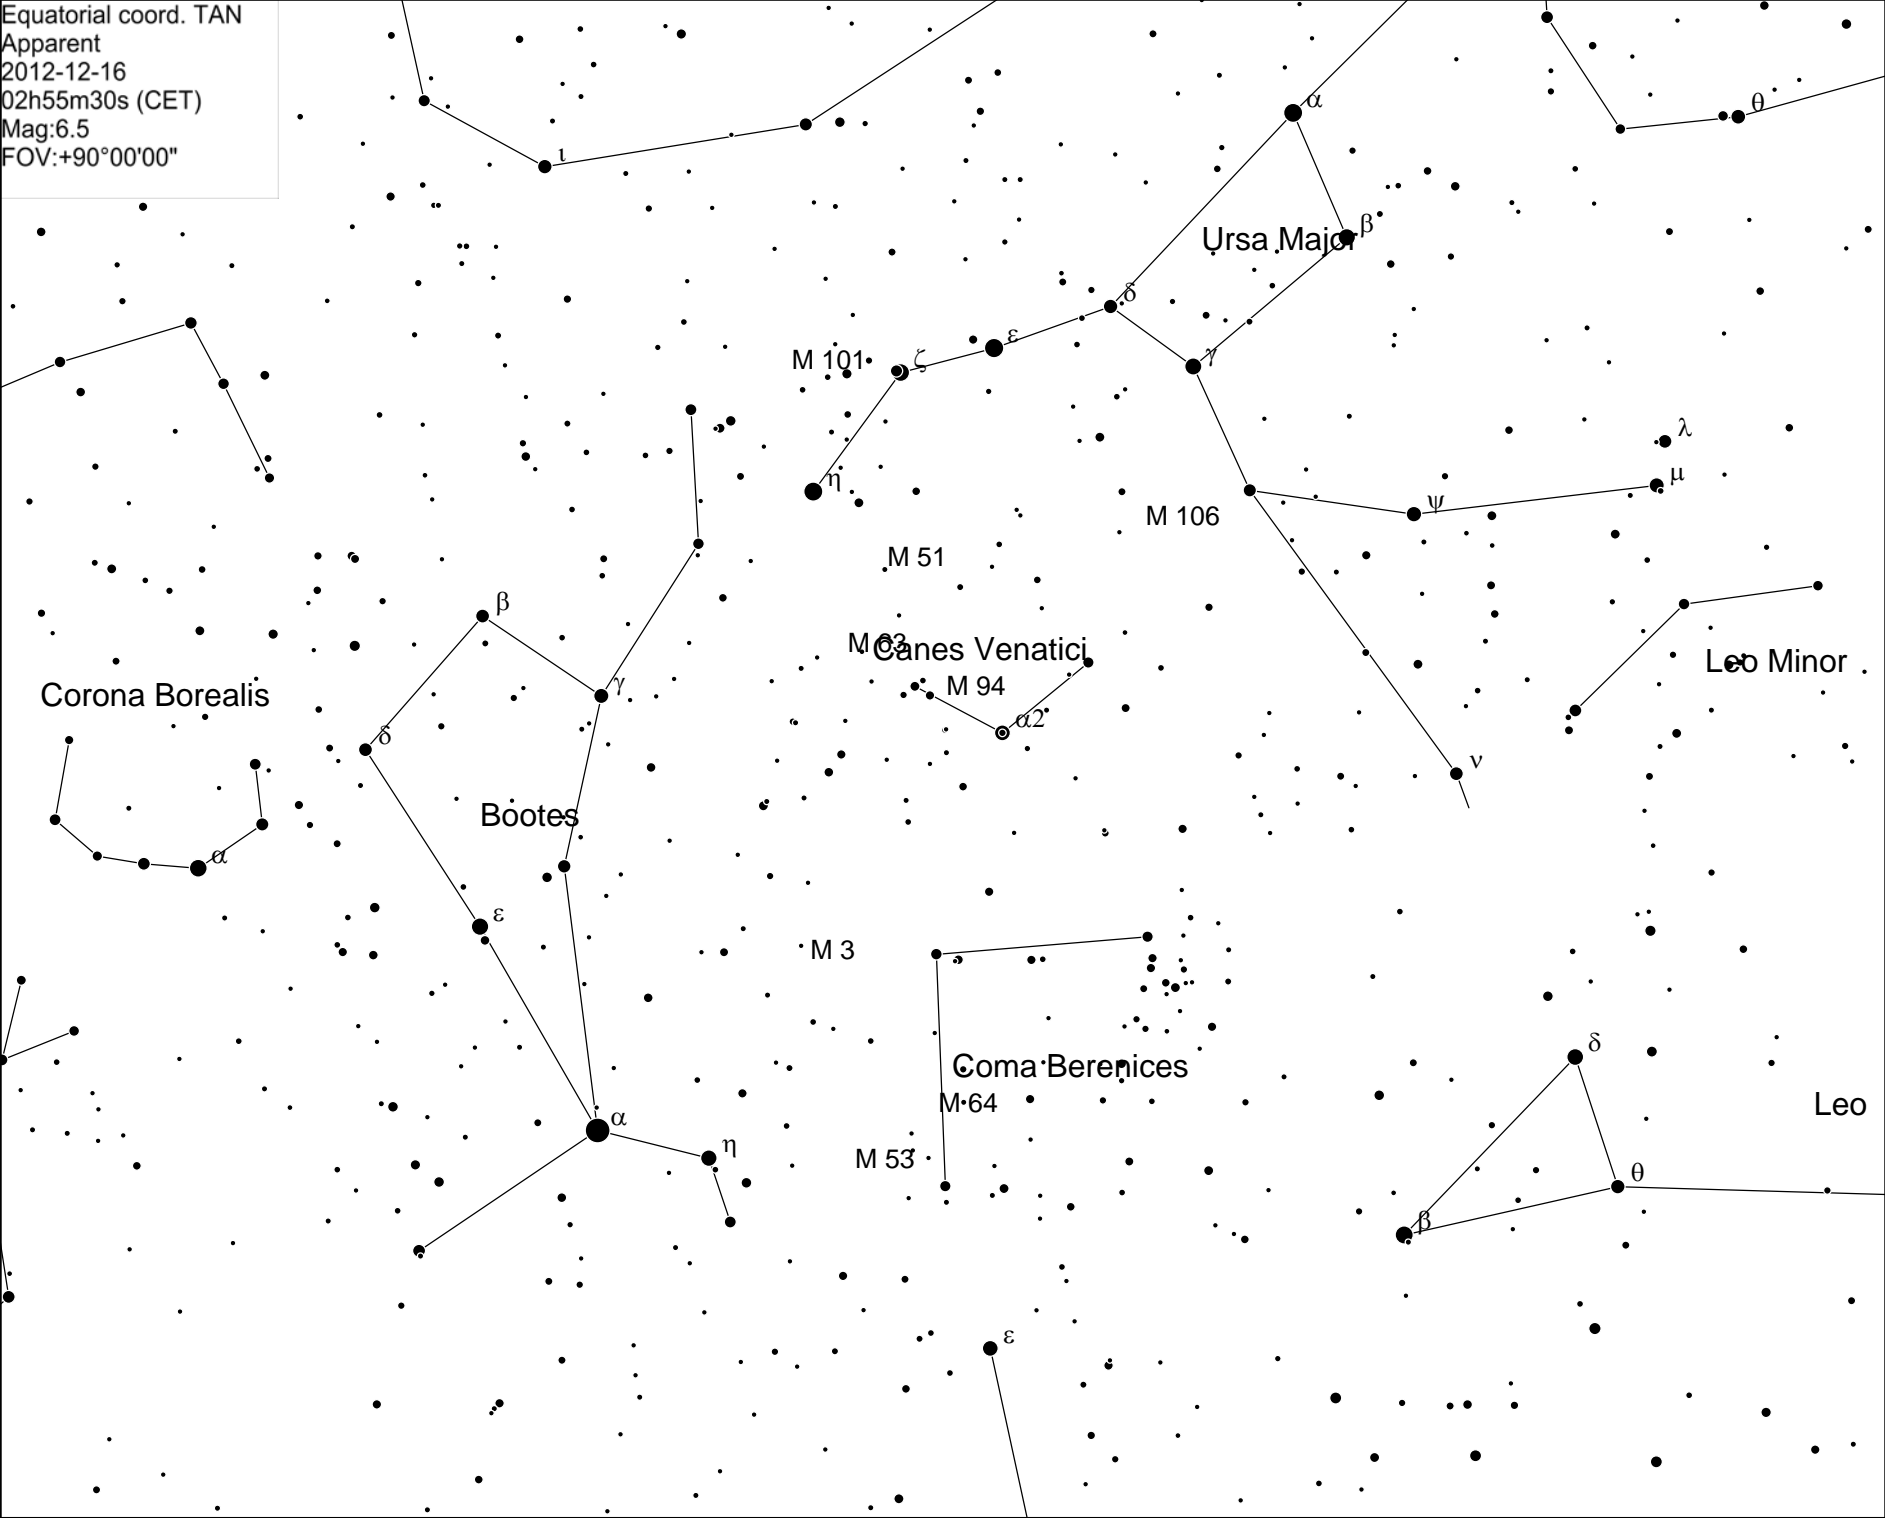 Equatorial coord. TAN
Apparent
2012-12-16
02h55m30s (CET)
Mag:6.5
FOV:+90°00'00"
α
θ
ι
β
Ursa Major
δ
ε
γ
M 101
ζ
λ
η
μ
ψ
M 106
M 51
β
M 63
Canes Venatici
Leo Minor
γ
M 94
Corona Borealis
α2
δ
ν
Bootes
α
ε
M 3
δ
Coma Berenices
M 64
Leo
α
η
M 53
θ
β
ε